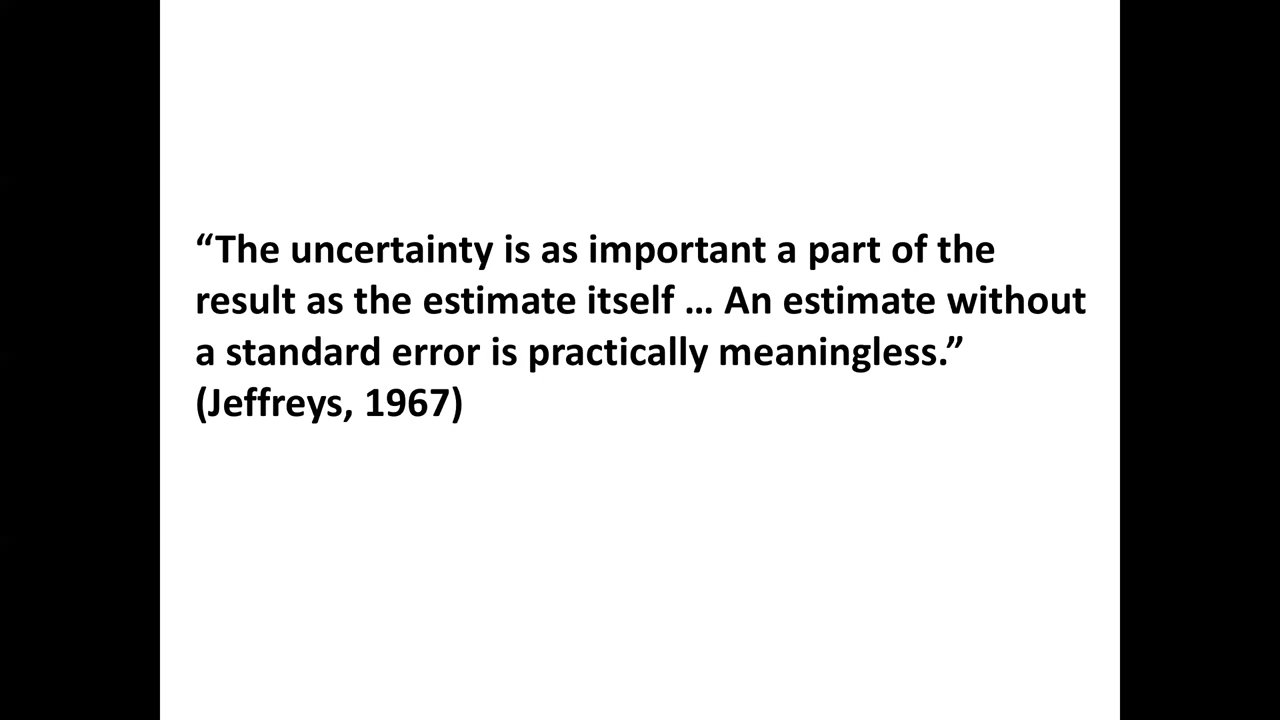 “The uncertainty is as important a part of the
result as the estimate itself … An estimate without
a standard error is practically meaningless.”
(Jeffreys, 1967)